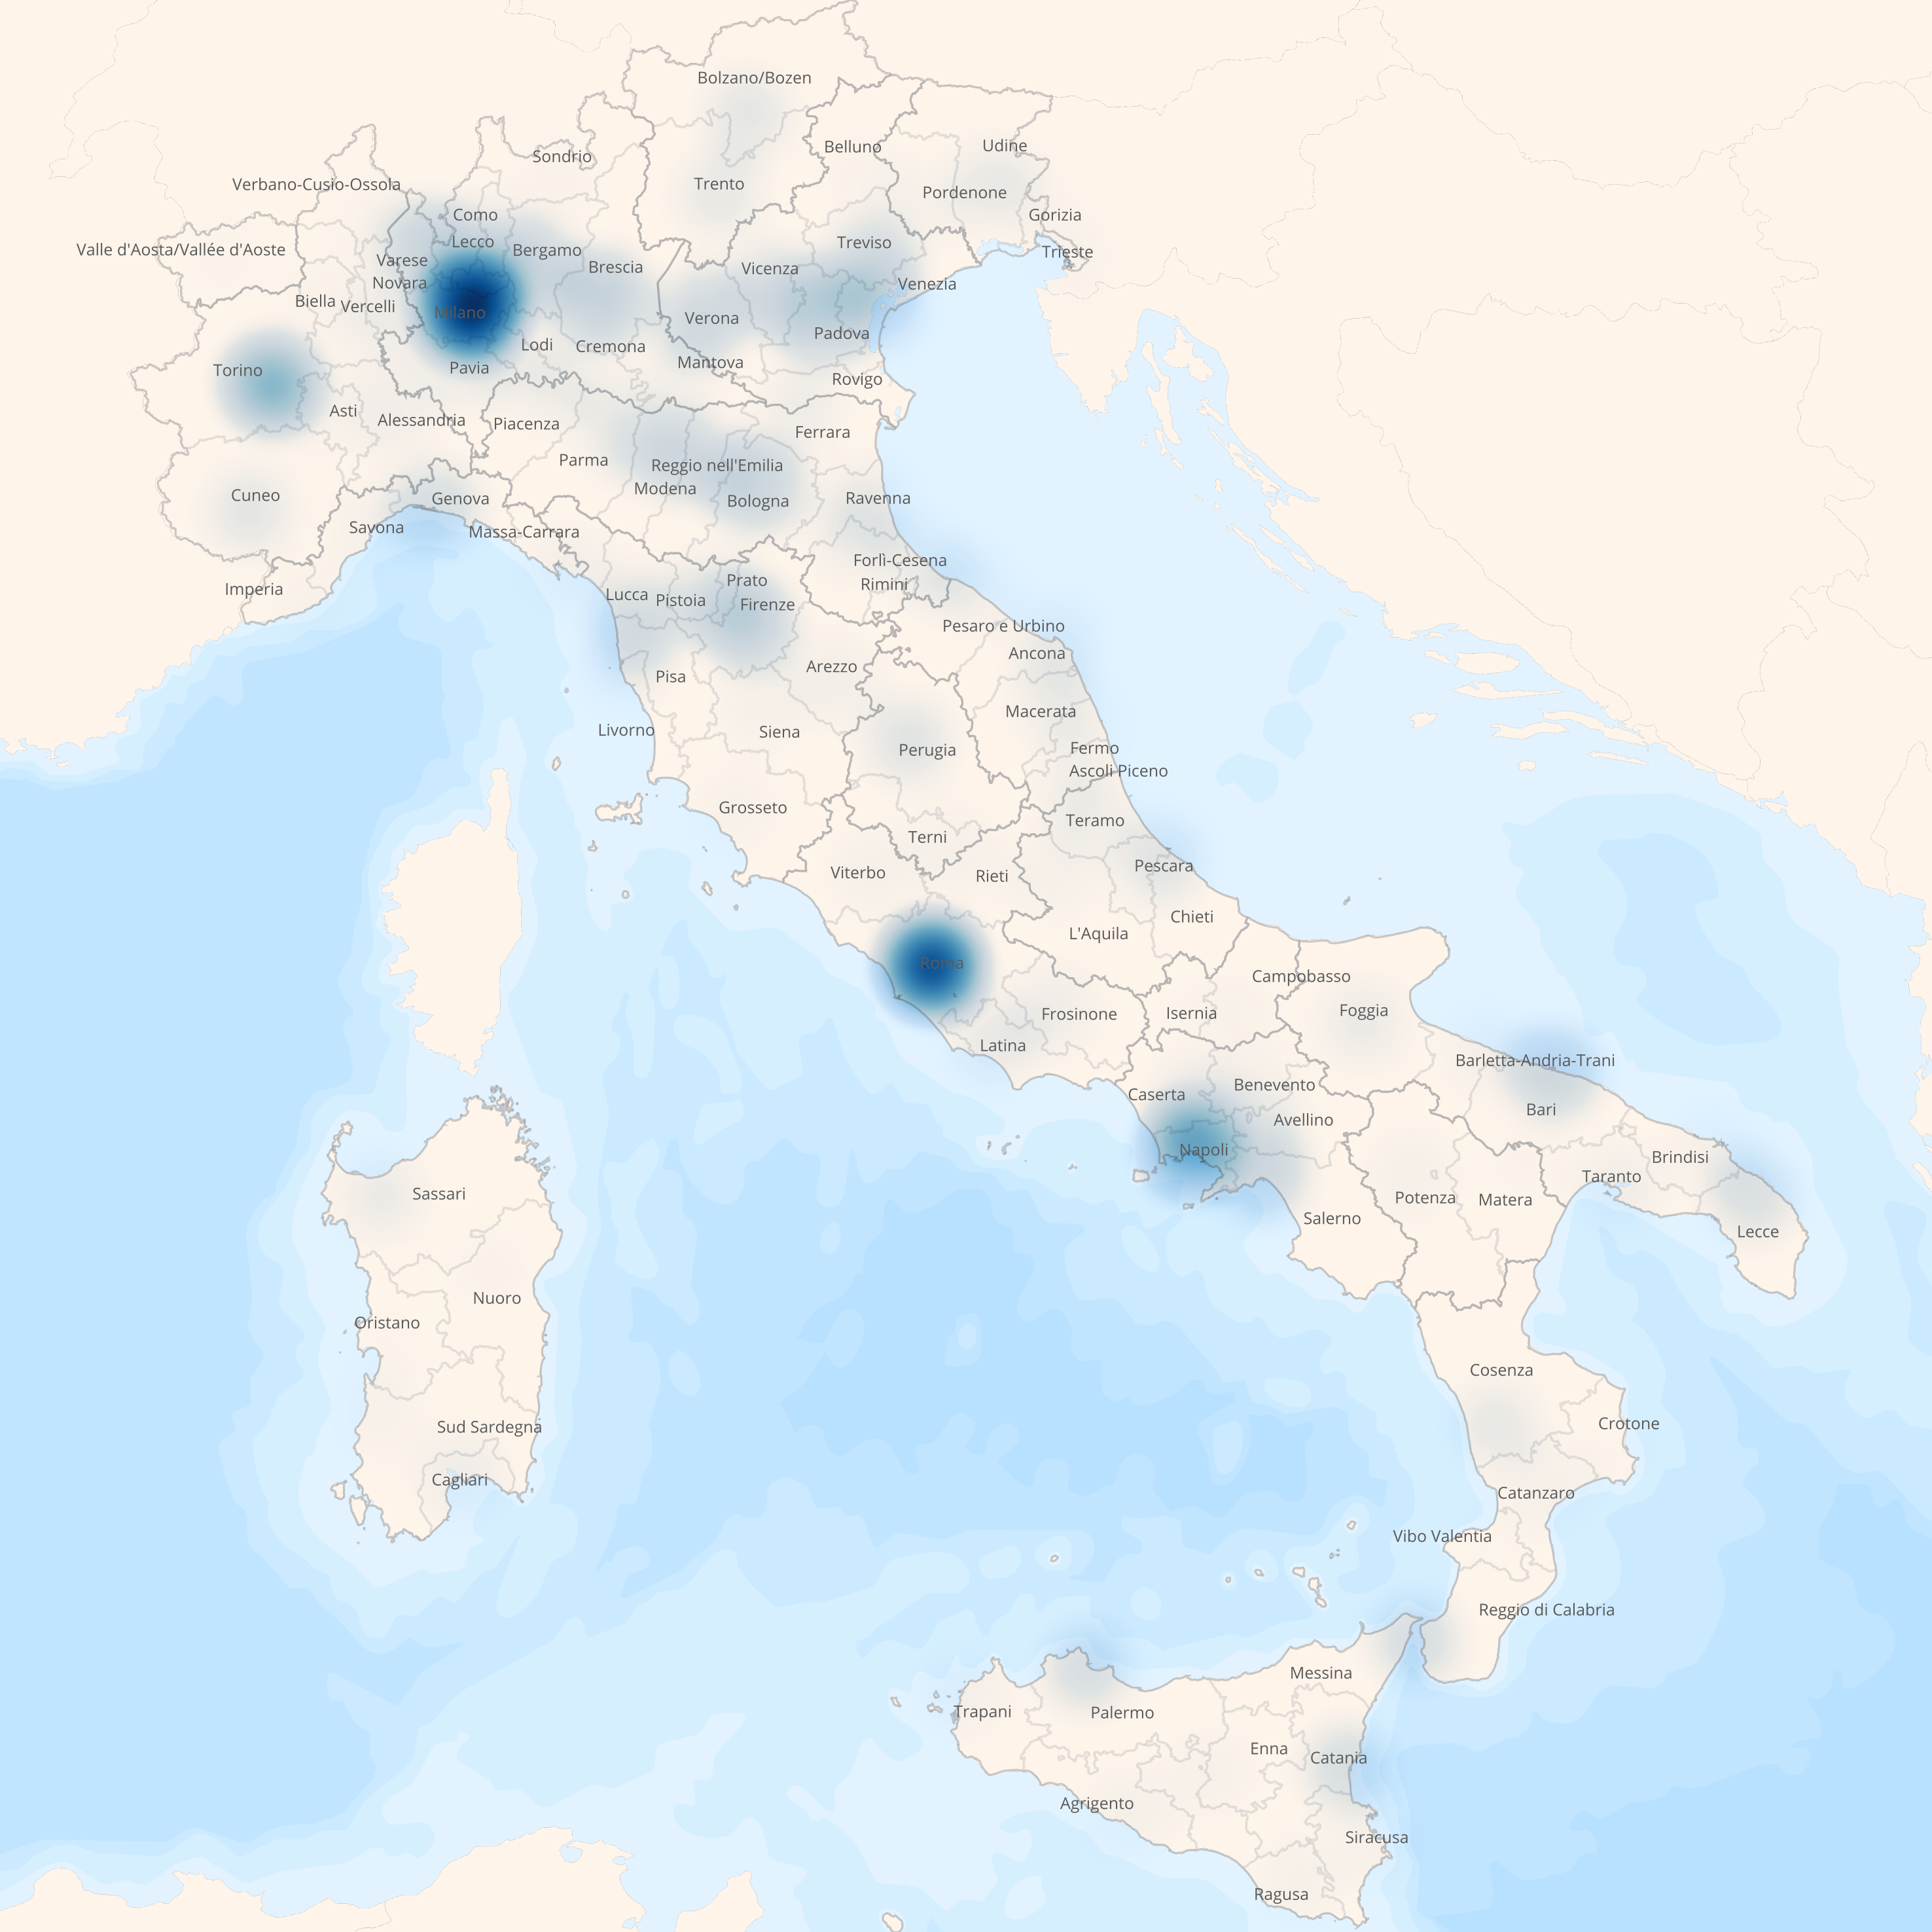 Bolzano/Bozen
Belluno
Udine
Sondrio
Verbano-Cusio-Ossola
Trento
Pordenone
Como
Gorizia
Lecco
Treviso
Valle d'Aosta/Vallée d'Aoste
Bergamo
Trieste
Varese
Brescia
Vicenza
Novara
Venezia
Biella
Vercelli
Milano
Verona
Padova
Lodi
Cremona
Mantova
Torino
Pavia
Rovigo
Asti
Alessandria
Piacenza
Ferrara
Parma
Reggio nell'Emilia
Cuneo
Modena
Genova
Bologna
Ravenna
Savona
Massa-Carrara
Forlì-Cesena
Imperia
Prato
Rimini
Lucca
Pistoia
Firenze
Pesaro e Urbino
Ancona
Arezzo
Pisa
Macerata
Livorno
Siena
Perugia
Fermo
Ascoli Piceno
Grosseto
Teramo
Terni
Viterbo
Rieti
Pescara
Chieti
L'Aquila
Roma
Campobasso
Frosinone
Isernia
Foggia
Latina
Barletta-Andria-Trani
Caserta
Benevento
Bari
Avellino
Napoli
Brindisi
Taranto
Sassari
Potenza
Matera
Salerno
Lecce
Nuoro
Oristano
Cosenza
Sud Sardegna
Crotone
Cagliari
Catanzaro
Vibo Valentia
Reggio di Calabria
Messina
Trapani
Palermo
Enna
Catania
Agrigento
Siracusa
Ragusa